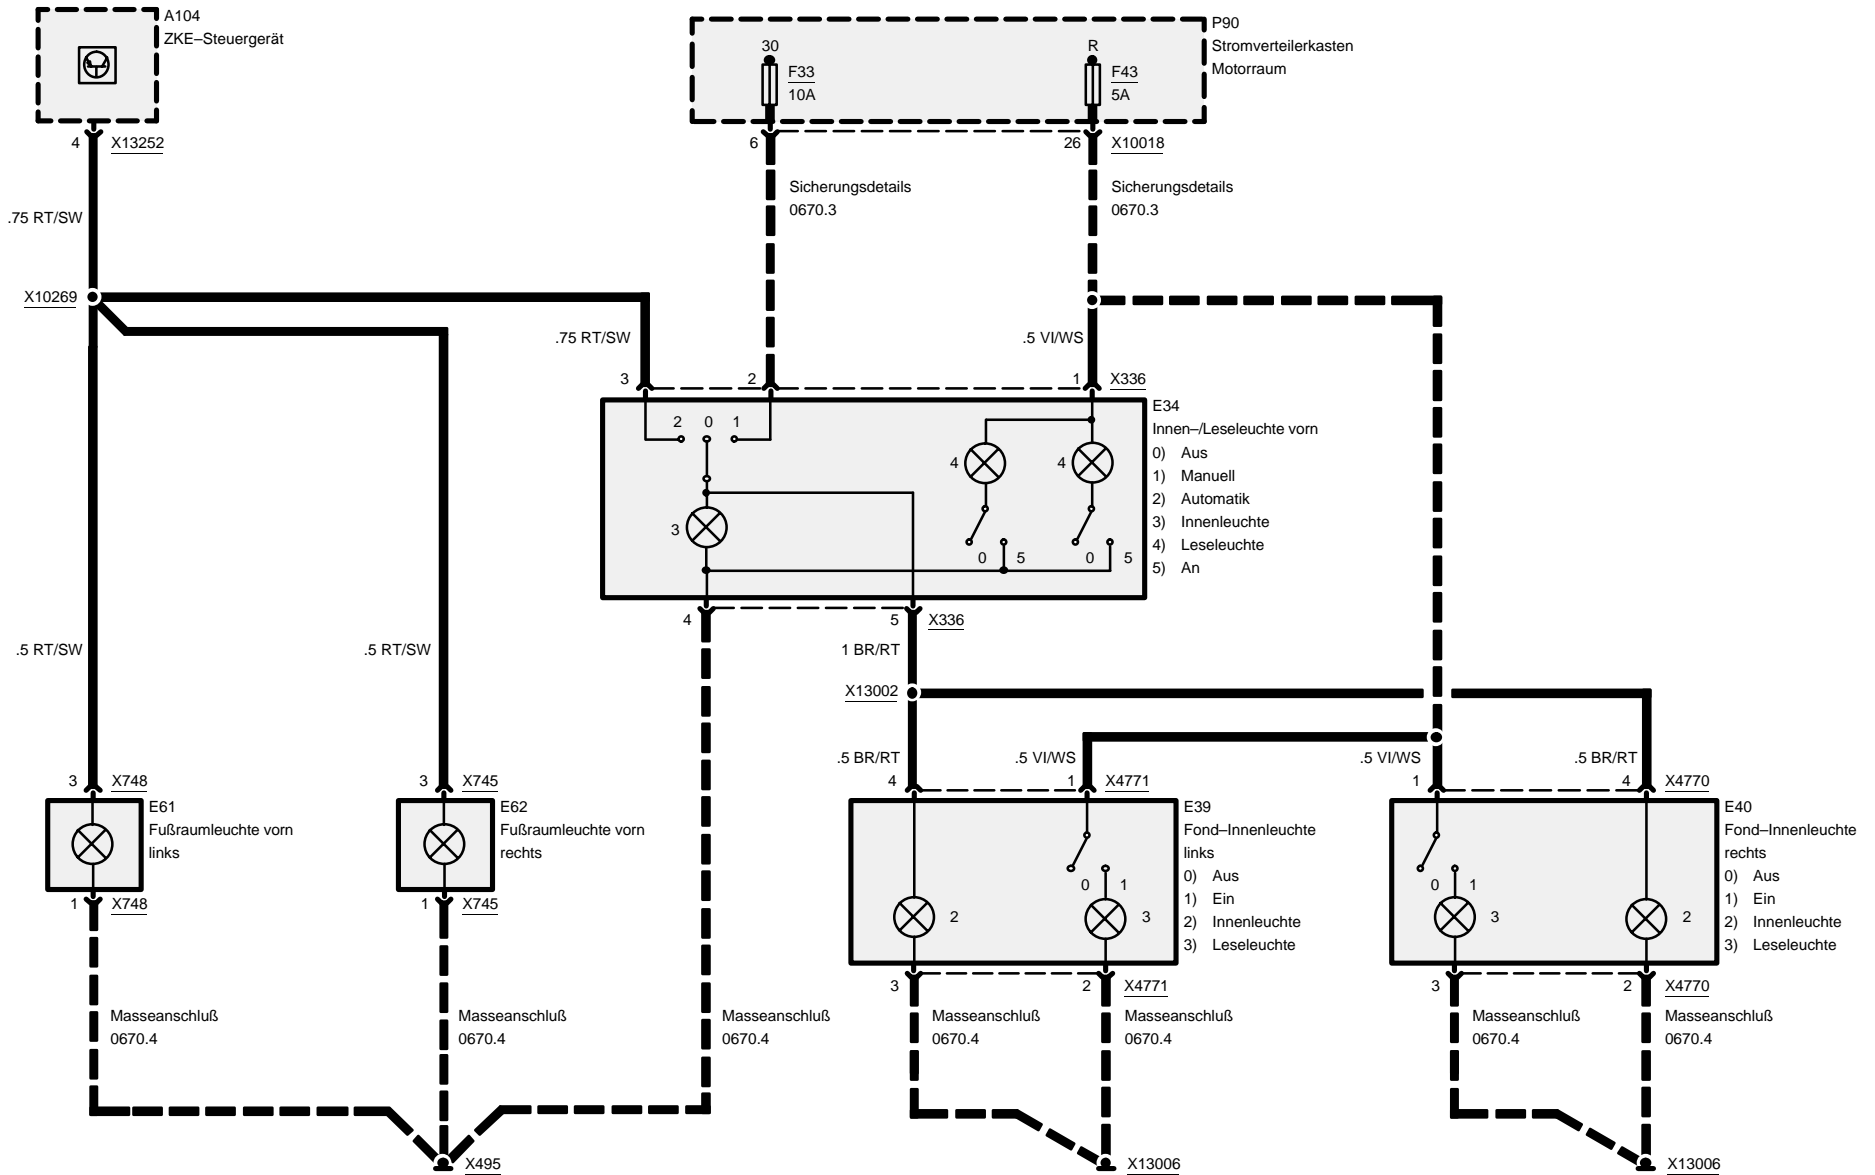 A104
ZKE–Steuergerät
P90
Stromverteilerkasten
Motorraum
30
F33
10A
R
F43
5A
4
X13252
6
26
X10018
Sicherungsdetails
0670.3
Sicherungsdetails
0670.3
.75 RT/SW
X10269
.75 RT/SW
.5 VI/WS
3
2
1
X336
2
0
1
3
4
4
0
5
0
5
E34
Innen–/Leseleuchte vorn
0) Aus
1) Manuell
2) Automatik
3) Innenleuchte
4) Leseleuchte
5) An
4
5
X336
.5 RT/SW
.5 RT/SW
1 BR/RT
X13002
.5 BR/RT
.5 VI/WS
.5 VI/WS
.5 BR/RT
3
X748
3
X745
4
1
X4771
1
4
X4770
E61
Fußraumleuchte vorn
links
E62
Fußraumleuchte vorn
rechts
0
1
2
3
E39
Fond–Innenleuchte
links
0) Aus
1) Ein
2) Innenleuchte
3) Leseleuchte
0
1
3
2
E40
Fond–Innenleuchte
rechts
0) Aus
1) Ein
2) Innenleuchte
3) Leseleuchte
1
X748
1
X745
3
2
X4771
3
2
X4770
Masseanschluß
0670.4
Masseanschluß
0670.4
Masseanschluß
0670.4
Masseanschluß
0670.4
Masseanschluß
0670.4
Masseanschluß
0670.4
Masseanschluß
0670.4
X495
X13006
X13006